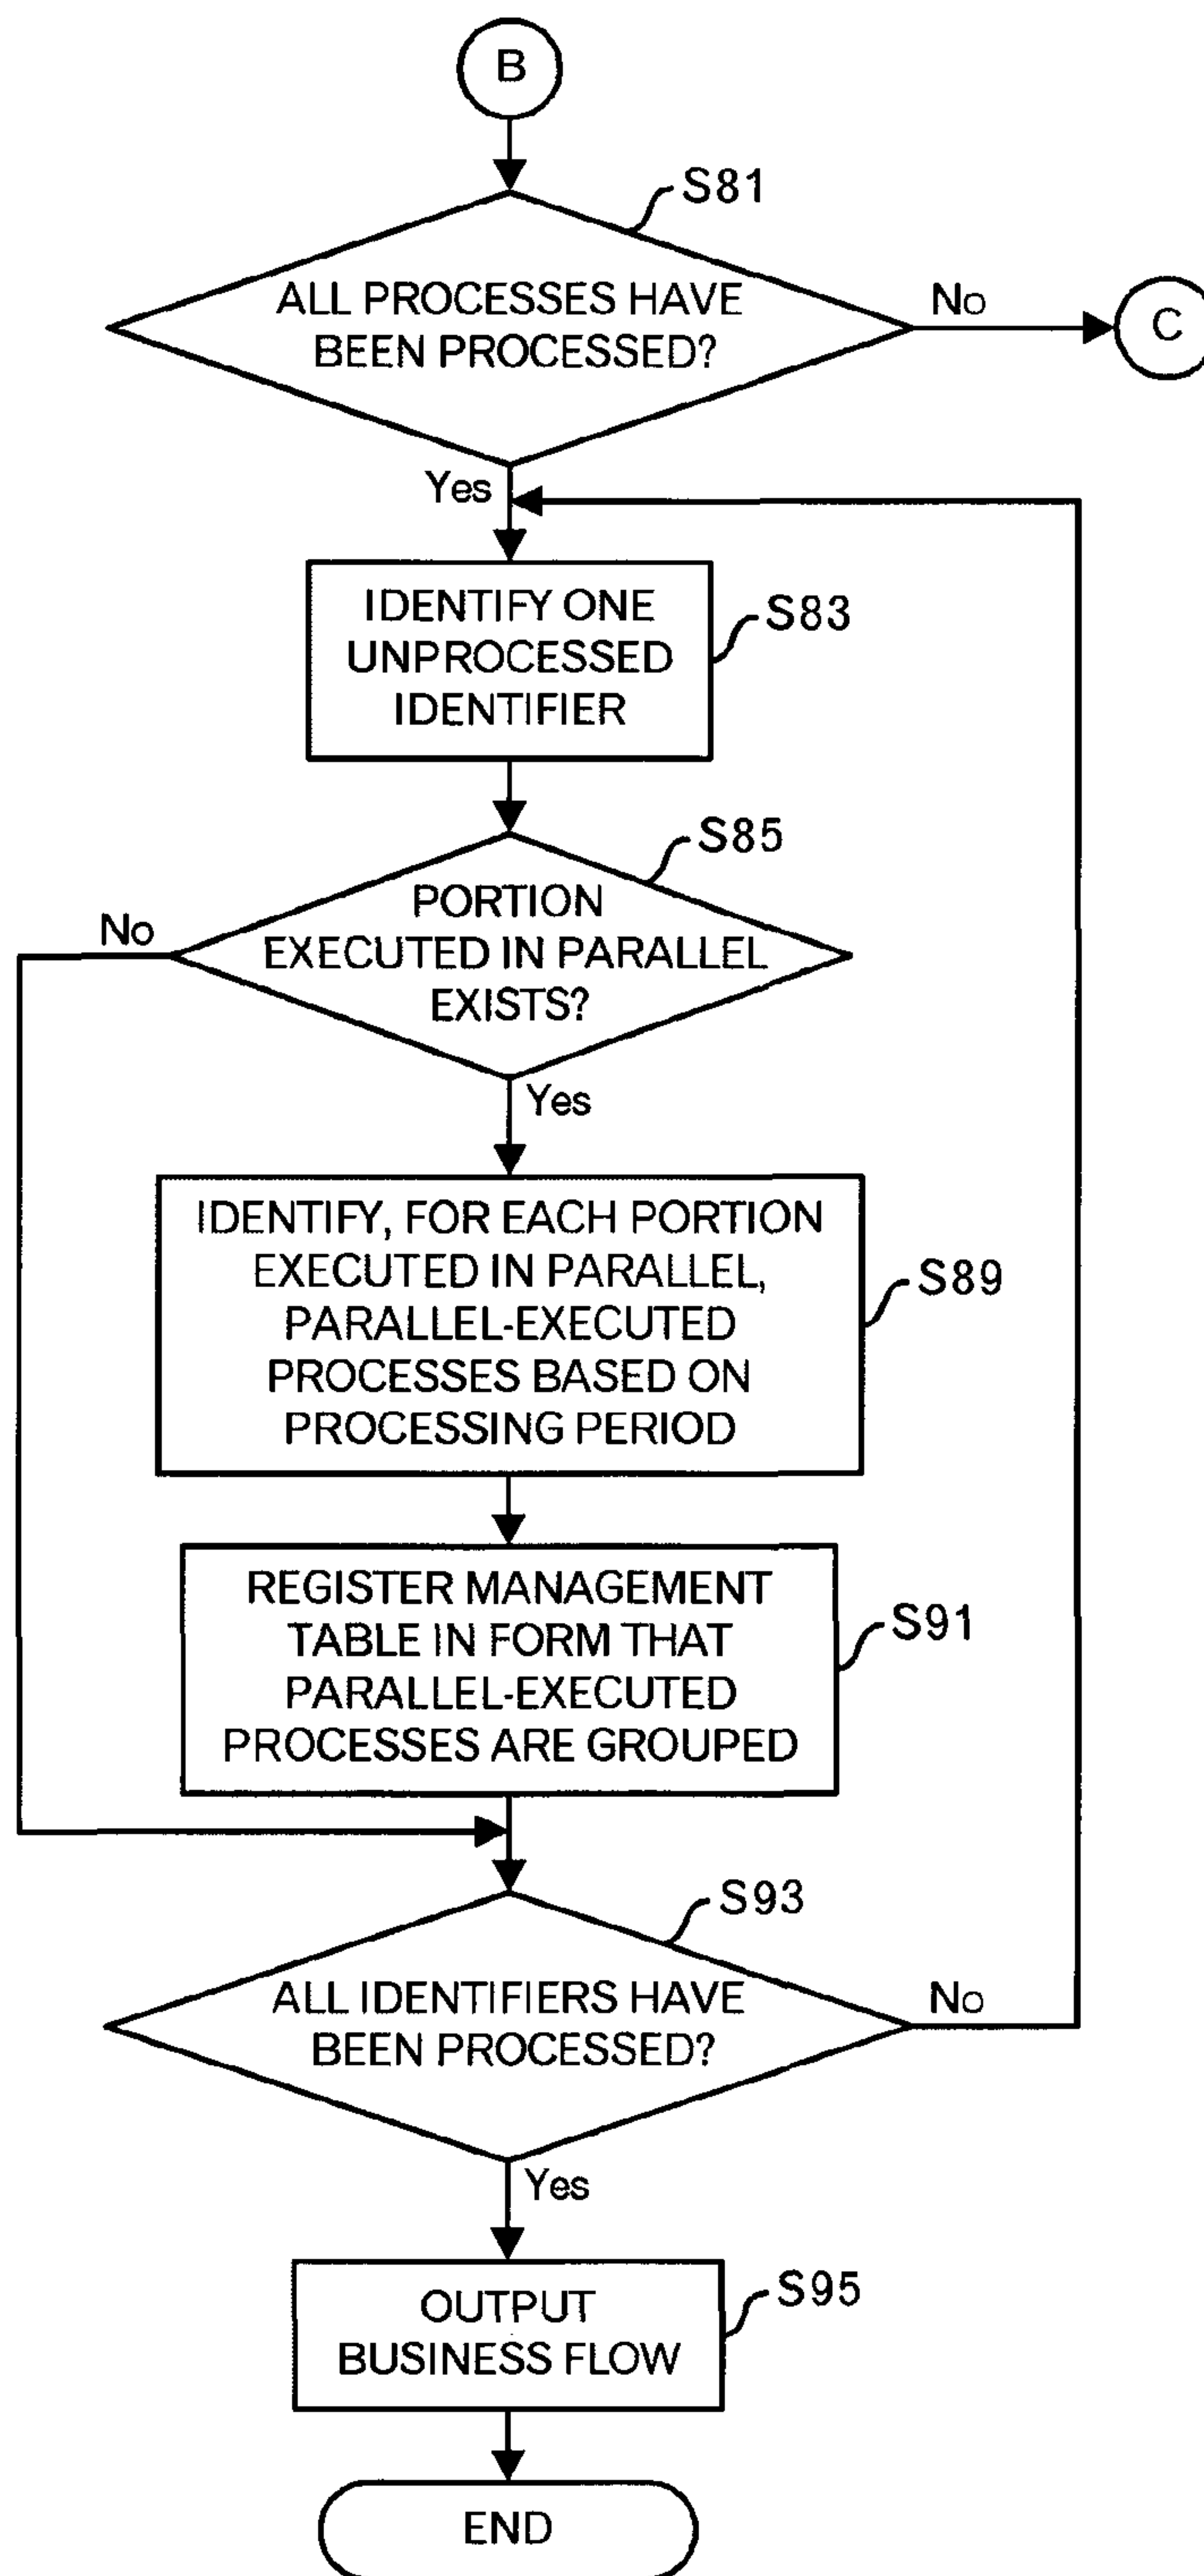 B
S81
ALL PROCESSES HAVE
BEEN PROCESSED?
No
C
Yes
IDENTIFY ONE
UNPROCESSED
IDENTIFIER
S83
S85
PORTION
EXECUTED IN PARALLEL
EXISTS?
No
Yes
IDENTIFY, FOR EACH PORTION
EXECUTED IN PARALLEL,
PARALLEL-EXECUTED
PROCESSES BASED ON
PROCESSING PERIOD
S89
REGISTER MANAGEMENT
TABLE IN FORM THAT
PARALLEL-EXECUTED
PROCESSES ARE GROUPED
S91
S93
ALL IDENTIFIERS HAVE
BEEN PROCESSED?
No
Yes
OUTPUT
BUSINESS FLOW
S95
END